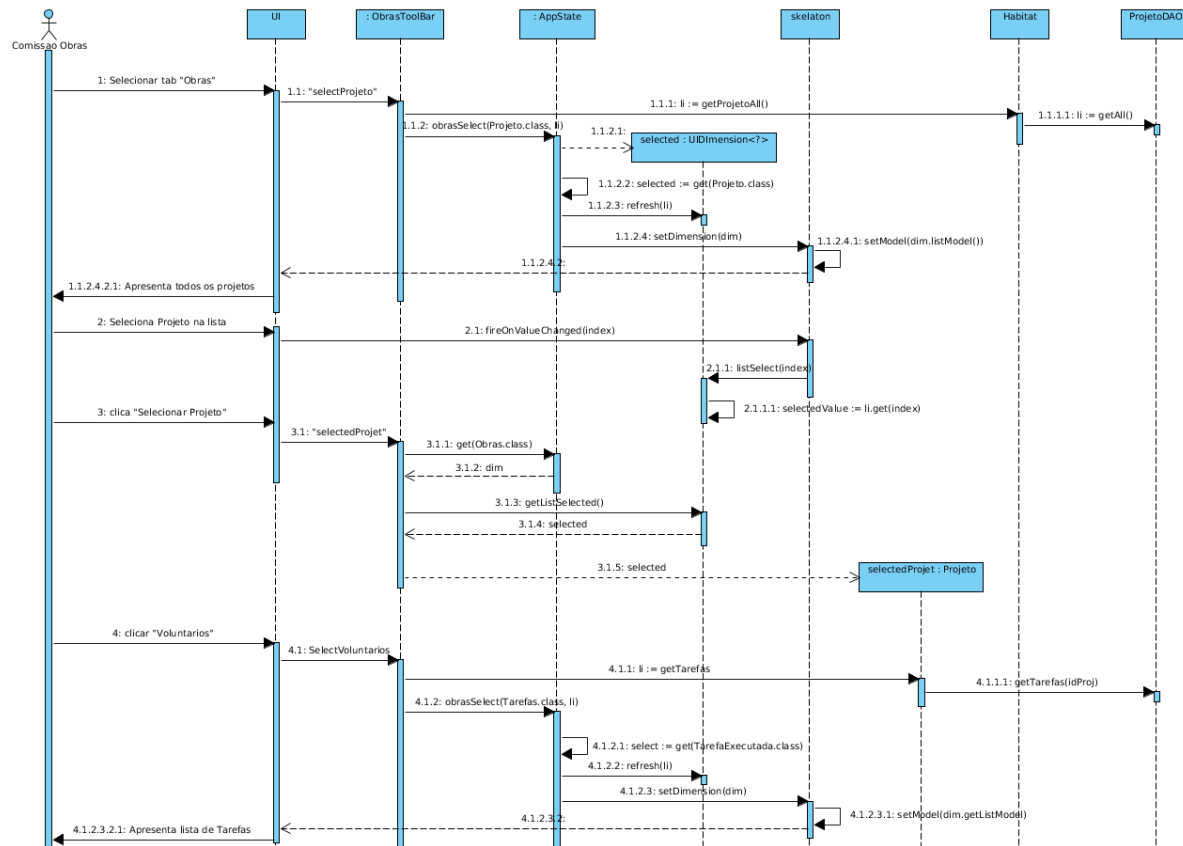 Comissao Obras
UI
: ObrasToolBar
: AppState
skelaton
Habitat
ProjetoDAO
1: Selecionar tab "Obras"
1.1: "selectProjeto"
1.1.1: li := getProjetoAll()
1.1.1.1: li := getAll()
1.1.2: obrasSelect(Projeto.class, li)
1.1.2.1:
selected : UIDImension<?>
1.1.2.2: selected := get(Projeto.class)
1.1.2.3: refresh(li)
1.1.2.4: setDimension(dim)
1.1.2.4.1: setModel(dim.listModel())
1.1.2.4.2:
1.1.2.4.2.1: Apresenta todos os projetos
2: Seleciona Projeto na lista
2.1: fireOnValueChanged(index)
2.1.1: listSelect(index)
2.1.1.1: selectedValue := li.get(index)
3: clica "Selecionar Projeto"
3.1: "selectedProjet"
3.1.1: get(Obras.class)
3.1.2: dim
3.1.3: getListSelected()
3.1.4: selected
3.1.5: selected
selectedProjet : Projeto
4: clicar "Voluntarios"
4.1: SelectVoluntarios
4.1.1: li := getTarefas
4.1.1.1: getTarefas(idProj)
4.1.2: obrasSelect(Tarefas.class, li)
4.1.2.1: select := get(TarefaExecutada.class)
4.1.2.2: refresh(li)
4.1.2.3: setDimension(dim)
4.1.2.3.1: setModel(dim.getListModel)
4.1.2.3.2:
4.1.2.3.2.1: Apresenta lista de Tarefas